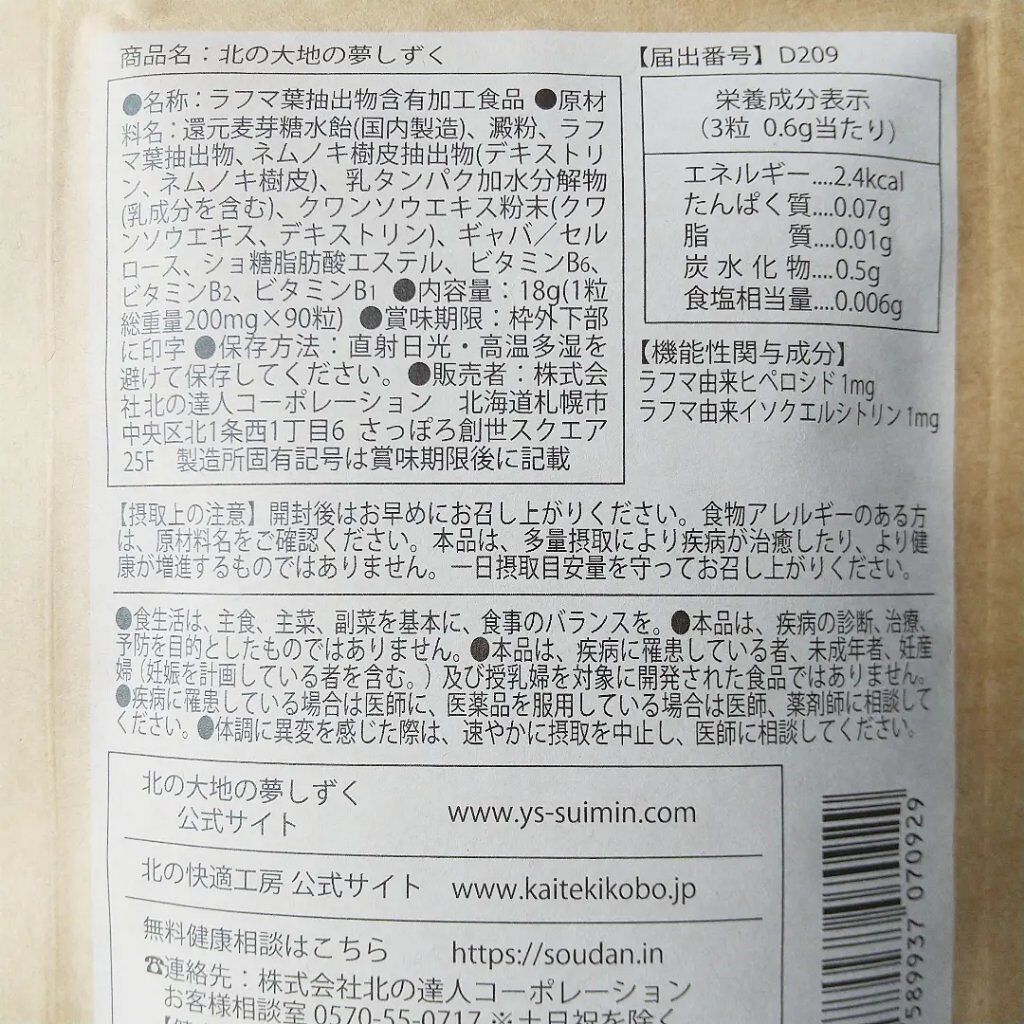 商品名：北の大地の夢しずく
●名称：ラフマ葉抽出物含有加工食品 ●原材
料名：還元麦芽糖水飴(国内製造)、澱粉、ラフ
マ葉抽出物、ネムノキ樹皮抽出物(デキストリ
ン、ネムノキ樹皮)、乳タンパク加水分解物
(乳成分を含む)、クワンソウエキス粉末(クワ
ンソウエキス、デキストリン)、ギャバ／セル
ロース、ショ糖脂肪酸エステル、ビタミンB6、
ビタミンB2、ビタミンB1 ●内容量：18g(1粒
総重量200mg×90粒) ●賞味期限：枠外下部
に印字 ●保存方法：直射日光・高温多湿を
避けて保存してください。●販売者：株式会
社北の達人コーポレーション 北海道札幌市
中央区北1条西1丁目6 さっぽろ創世スクエア
25F 製造所固有記号は賞味期限後に記載
【届出番号】D209
栄養成分表示
(3粒 0.6g当たり)
エネルギー....2.4kcal
たんぱく質....0.07g
脂 質....0.01g
炭水化物....0.5g
食塩相当量....0.006g
【機能性関与成分】
ラフマ由来ヒペロシド1mg
ラフマ由来イソクエルシトリン1mg
【摂取上の注意】開封後はお早めにお召し上がりください。食物アレルギーのある方
は、原材料名をご確認ください。本品は、多量摂取により疾病が治癒したり、より健
康が増進するものではありません。一日摂取目安量を守ってお召し上がりください。
●食生活は、主食、主菜、副菜を基本に、食事のバランスを。●本品は、疾病の診断、治療、
予防を目的としたものではありません。●本品は、疾病に罹患している者、未成年者、妊産
婦（妊娠を計画している者を含む。）及び授乳婦を対象に開発された食品ではありません。
●疾病に罹患している場合は医師に、医薬品を服用している場合は医師、薬剤師に相談して
ください。●体調に異変を感じた際は、速やかに摂取を中止し、医師に相談してください。
北の大地の夢しずく
公式サイト
www.ys-suimin.com
北の快適工房 公式サイト www.kaitekikobo.jp
無料健康相談はこちら https://soudan.in
☎連絡先：株式会社北の達人コーポレーション
お客様相談室 0570-55-0717 ※土日祝を除く
589937 070929